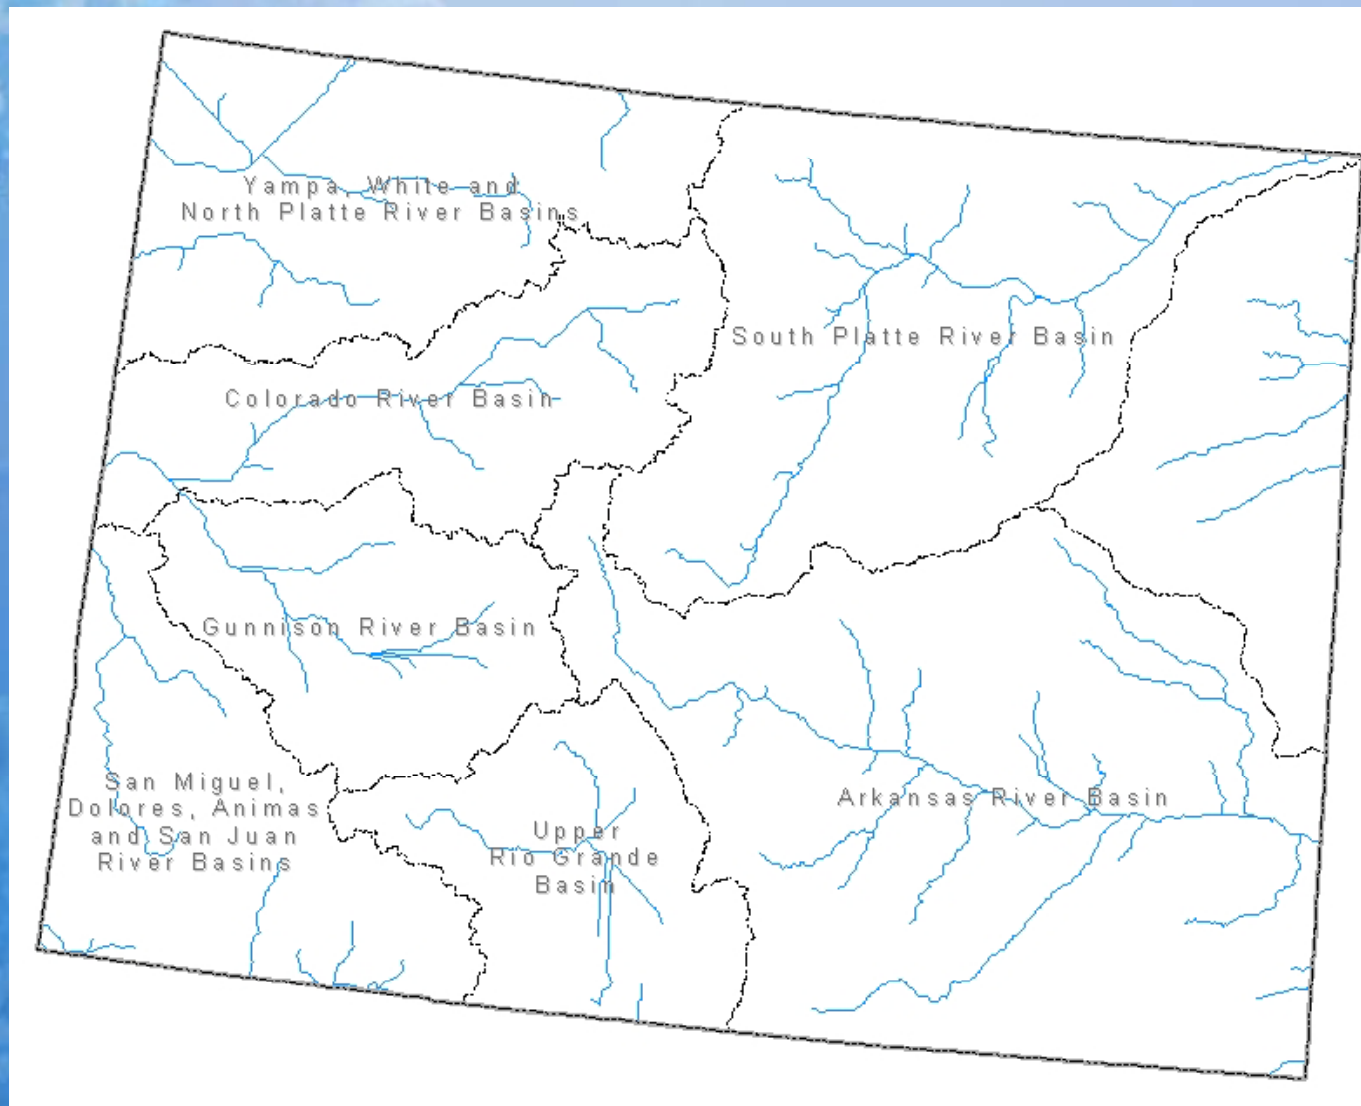 Yampa, White and
North Platte River Basins
South Platte River Basin
Colorado River Basin
Gunnison River Basin
San Miguel,
Dolores, Animas
and San Juan
River Basins
Upper
Rio Grande
Basin
Arkansas River Basin